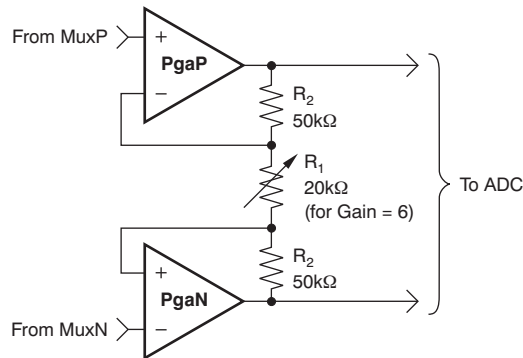 From MuxP
+
PgaP
−
R2
50kΩ
R1
20kΩ
(for Gain = 6)
To ADC
R2
50kΩ
+
PgaN
−
From MuxN